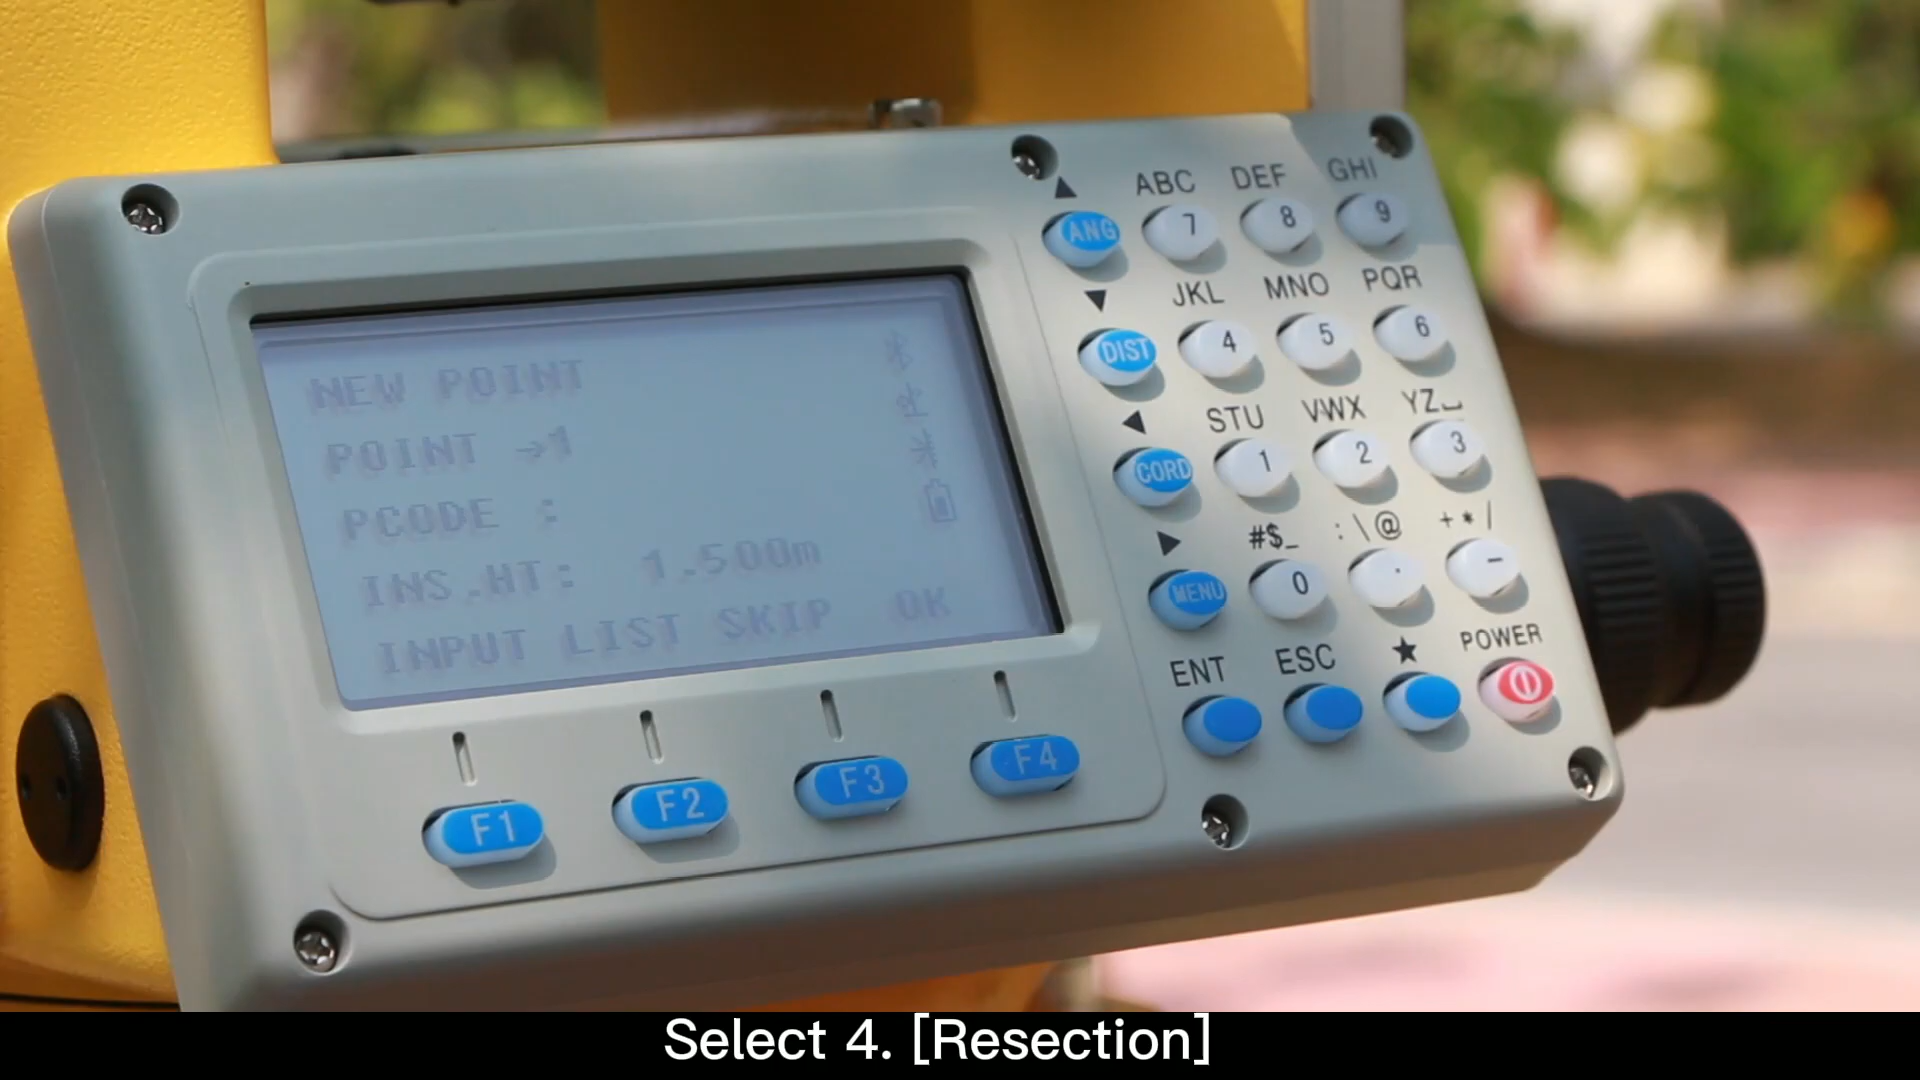 NEW POINT
POINT →1
PCODE :
INS.HT: 1.500m
INPUT LIST SKIP OK
F1 F2 F3 F4
▲ ABC DEF GHI
ANG 7 8 9
▼ JKL MNO PQR
DIST 4 5 6
◀ STU VWX YZ⎵
CORD 1 2 3
▶ #$_ :\@ +*/
MENU 0 . -
ENT ESC ★ POWER
Select 4. [Resection]